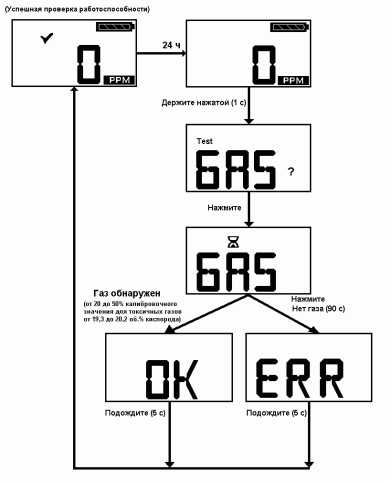 (Успешная проверка работоспособности)
0
PPM
24 ч
0
PPM
Держите нажатой (1 с)
Test
GAS ?
Нажмите
GAS
Газ обнаружен
(от 20 до 90% калибровочного
значения для токсичных газов
от 19,3 до 20,2 об.% кислорода)
Нажмите
Нет газа (90 с)
OK
ERR
Подождите (5 с)
Подождите (5 с)